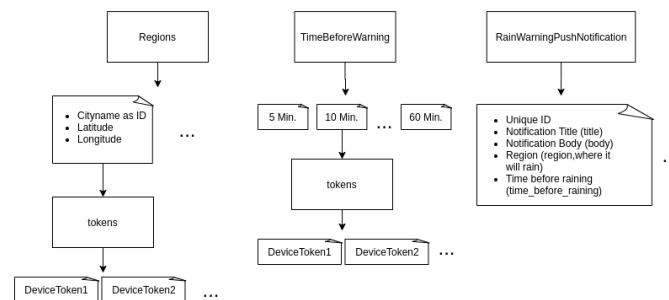 Regions
Cityname as ID
Latitude
Longitude
...
tokens
DeviceToken1
DeviceToken2
...
TimeBeforeWarning
5 Min.
10 Min.
...
60 Min.
tokens
DeviceToken1
DeviceToken2
...
RainWarningPushNotification
Unique ID
Notification Title (title)
Notification Body (body)
Region (region,where it
will rain)
Time before raining
(time_before_raining)